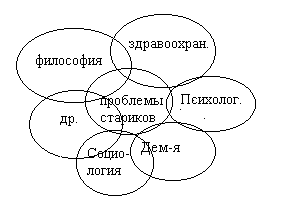 здравоохран.
философия
проблемы
стариков
Психолог.
.
др.
Социо-
логия
Дем-я